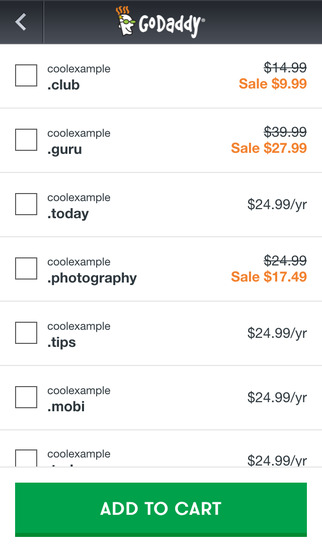 GoDaddy
coolexample
.club
$14.99
Sale $9.99
coolexample
.guru
$39.99
Sale $27.99
coolexample
.today
$24.99/yr
coolexample
.photography
$24.99
Sale $17.49
coolexample
.tips
$24.99/yr
coolexample
.mobi
$24.99/yr
coolexample
$24.99/yr
ADD TO CART